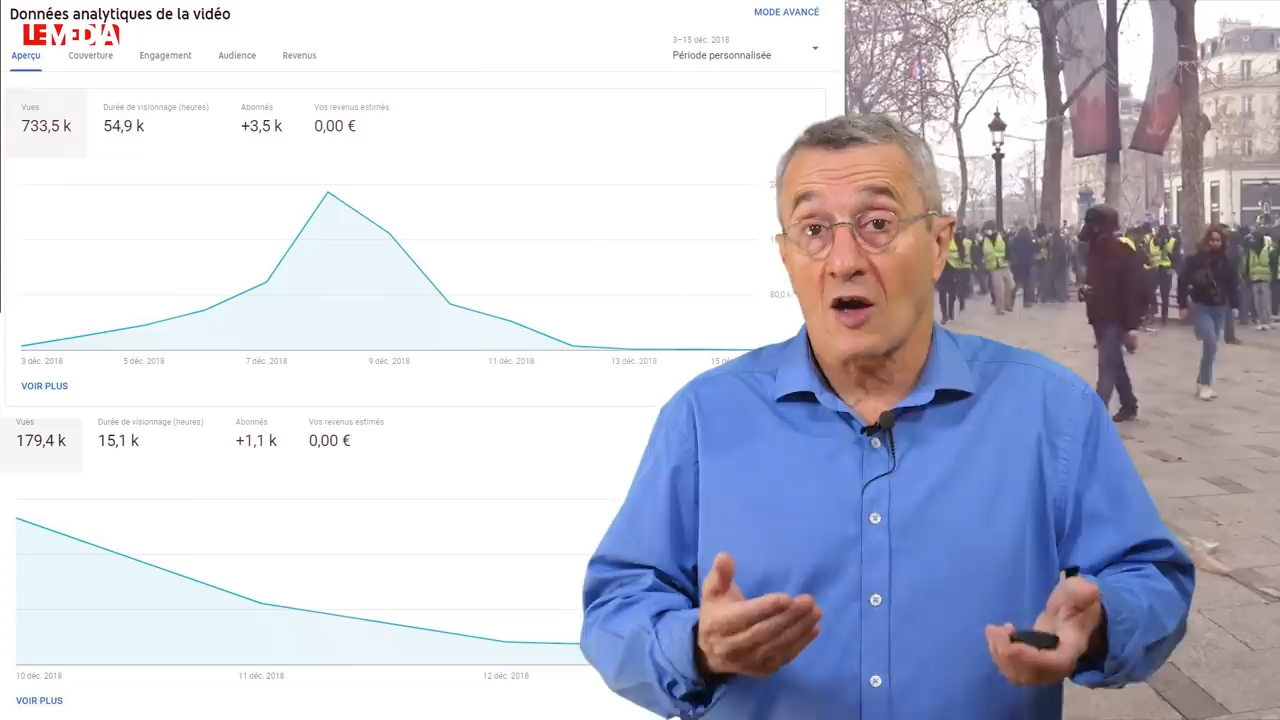 Données analytiques de la vidéo
MODE AVANCÉ
LEMEDIA
3–15 déc. 2018
Aperçu Couverture Engagement Audience Revenus
Période personnalisée
Vues Durée de visionnage (heures) Abonnés Vos revenus estimés
733,5 k 54,9 k +3,5 k 0,00 €
80,0 k
3 déc. 2018 5 déc. 2018 7 déc. 2018 9 déc. 2018 11 déc. 2018 13 déc. 2018 15
VOIR PLUS
Vues Durée de visionnage (heures) Abonnés Vos revenus estimés
179,4 k 15,1 k +1,1 k 0,00 €
10 déc. 2018 11 déc. 2018 12 déc. 2018
VOIR PLUS